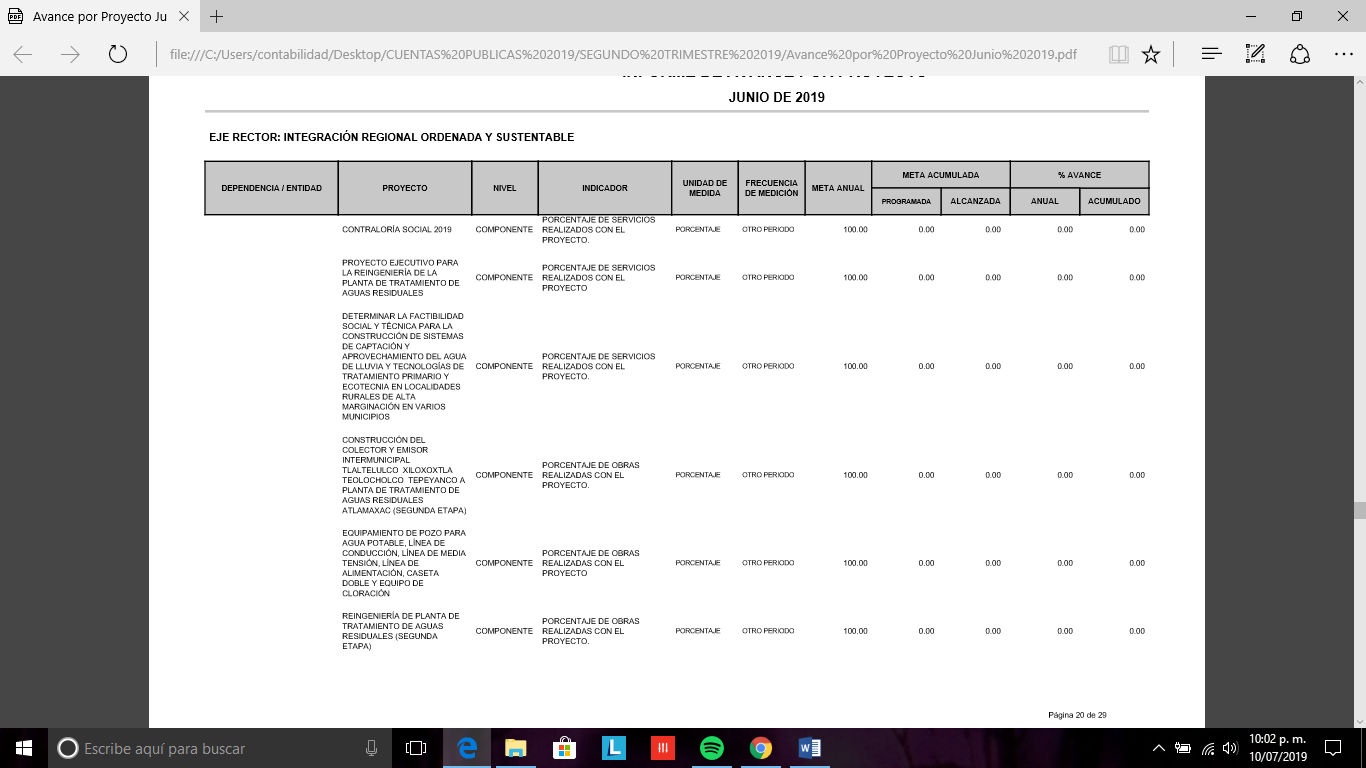 Avance por Proyecto Ju
file:///C:/Users/contabilidad/Desktop/CUENTAS%20PUBLICAS%202019/SEGUNDO%20TRIMESTRE%202019/Avance%20por%20Proyecto%20Junio%202019.pdf
JUNIO DE 2019
EJE RECTOR: INTEGRACIÓN REGIONAL ORDENADA Y SUSTENTABLE
DEPENDENCIA / ENTIDAD
PROYECTO
NIVEL
INDICADOR
UNIDAD DE
MEDIDA
FRECUENCIA
DE MEDICIÓN
META ANUAL
META ACUMULADA
PROGRAMADA
ALCANZADA
% AVANCE
ANUAL
ACUMULADO
CONTRALORÍA SOCIAL 2019
COMPONENTE
PORCENTAJE DE SERVICIOS
REALIZADOS CON EL
PROYECTO.
PORCENTAJE
OTRO PERIODO
100.00
0.00
0.00
0.00
0.00
PROYECTO EJECUTIVO PARA
LA REINGENIERÍA DE LA
PLANTA DE TRATAMIENTO DE
AGUAS RESIDUALES
COMPONENTE
PORCENTAJE DE SERVICIOS
REALIZADOS CON EL
PROYECTO
PORCENTAJE
OTRO PERIODO
100.00
0.00
0.00
0.00
0.00
DETERMINAR LA FACTIBILIDAD
SOCIAL Y TÉCNICA PARA LA
CONSTRUCCIÓN DE SISTEMAS
DE CAPTACIÓN Y
APROVECHAMIENTO DEL AGUA
DE LLUVIA Y TECNOLOGÍAS DE
TRATAMIENTO PRIMARIO Y
ECOTECNIA EN LOCALIDADES
RURALES DE ALTA
MARGINACIÓN EN VARIOS
MUNICIPIOS
COMPONENTE
PORCENTAJE DE SERVICIOS
REALIZADOS CON EL
PROYECTO.
PORCENTAJE
OTRO PERIODO
100.00
0.00
0.00
0.00
0.00
CONSTRUCCIÓN DEL
COLECTOR Y EMISOR
INTERMUNICIPAL
TLALTELULCO XILOXOXTLA
TEOLOCHOLCO TEPEYANCO A
PLANTA DE TRATAMIENTO DE
AGUAS RESIDUALES
ATLAMAXAC (SEGUNDA ETAPA)
COMPONENTE
PORCENTAJE DE OBRAS
REALIZADAS CON EL
PROYECTO.
PORCENTAJE
OTRO PERIODO
100.00
0.00
0.00
0.00
0.00
EQUIPAMIENTO DE POZO PARA
AGUA POTABLE, LÍNEA DE
CONDUCCIÓN, LÍNEA DE MEDIA
TENSIÓN, LÍNEA DE
ALIMENTACIÓN, CASETA
DOBLE Y EQUIPO DE
CLORACIÓN
COMPONENTE
PORCENTAJE DE OBRAS
REALIZADAS CON EL
PROYECTO
PORCENTAJE
OTRO PERIODO
100.00
0.00
0.00
0.00
0.00
REINGENIERÍA DE PLANTA DE
TRATAMIENTO DE AGUAS
RESIDUALES (SEGUNDA
ETAPA)
COMPONENTE
PORCENTAJE DE OBRAS
REALIZADAS CON EL
PROYECTO.
PORCENTAJE
OTRO PERIODO
100.00
0.00
0.00
0.00
0.00
Página 20 de 29
Escribe aquí para buscar
10:02 p. m.
10/07/2019